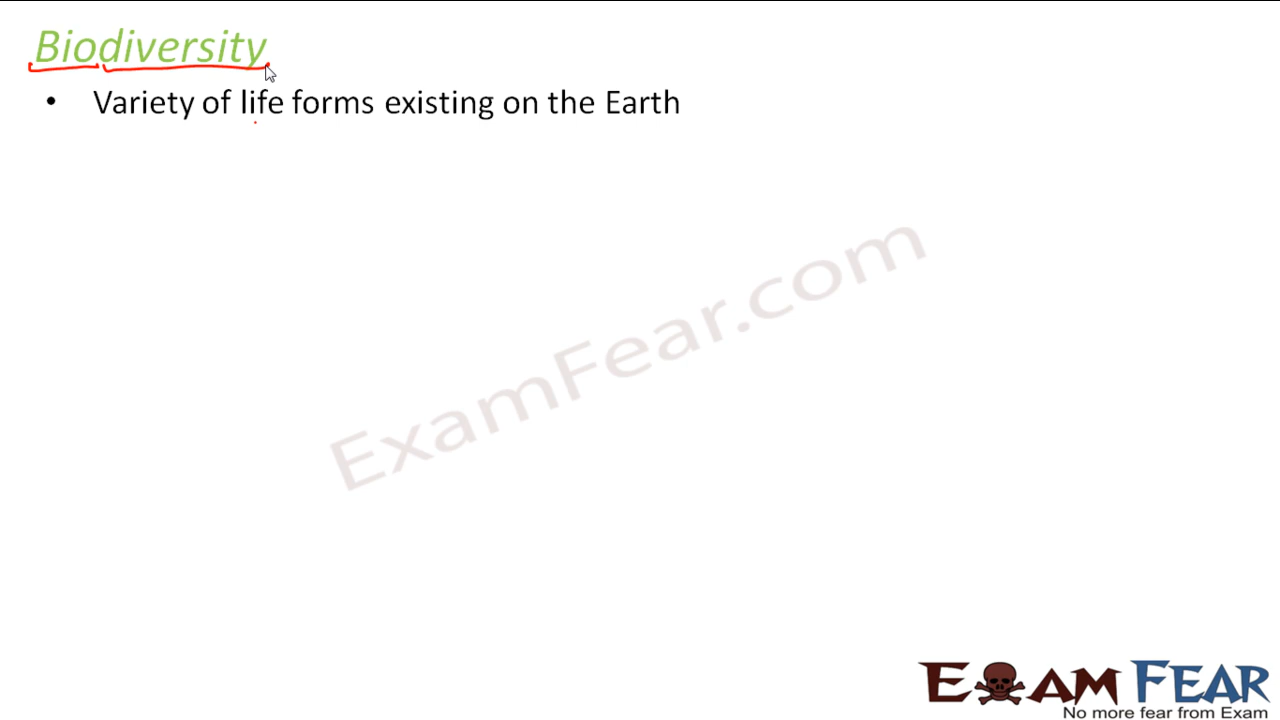 Biodiversity
• Variety of life forms existing on the Earth
ExamFear.com
EXAM FEAR
No more fear from Exam